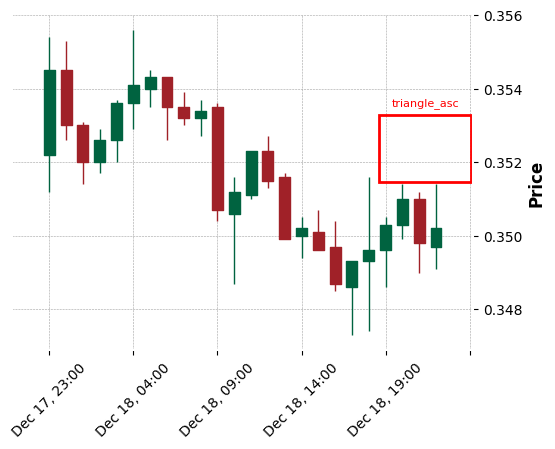 0.356
triangle_asc
0.354
0.352
0.350
0.348
Price
Dec 17, 23:00
Dec 18, 04:00
Dec 18, 09:00
Dec 18, 14:00
Dec 18, 19:00